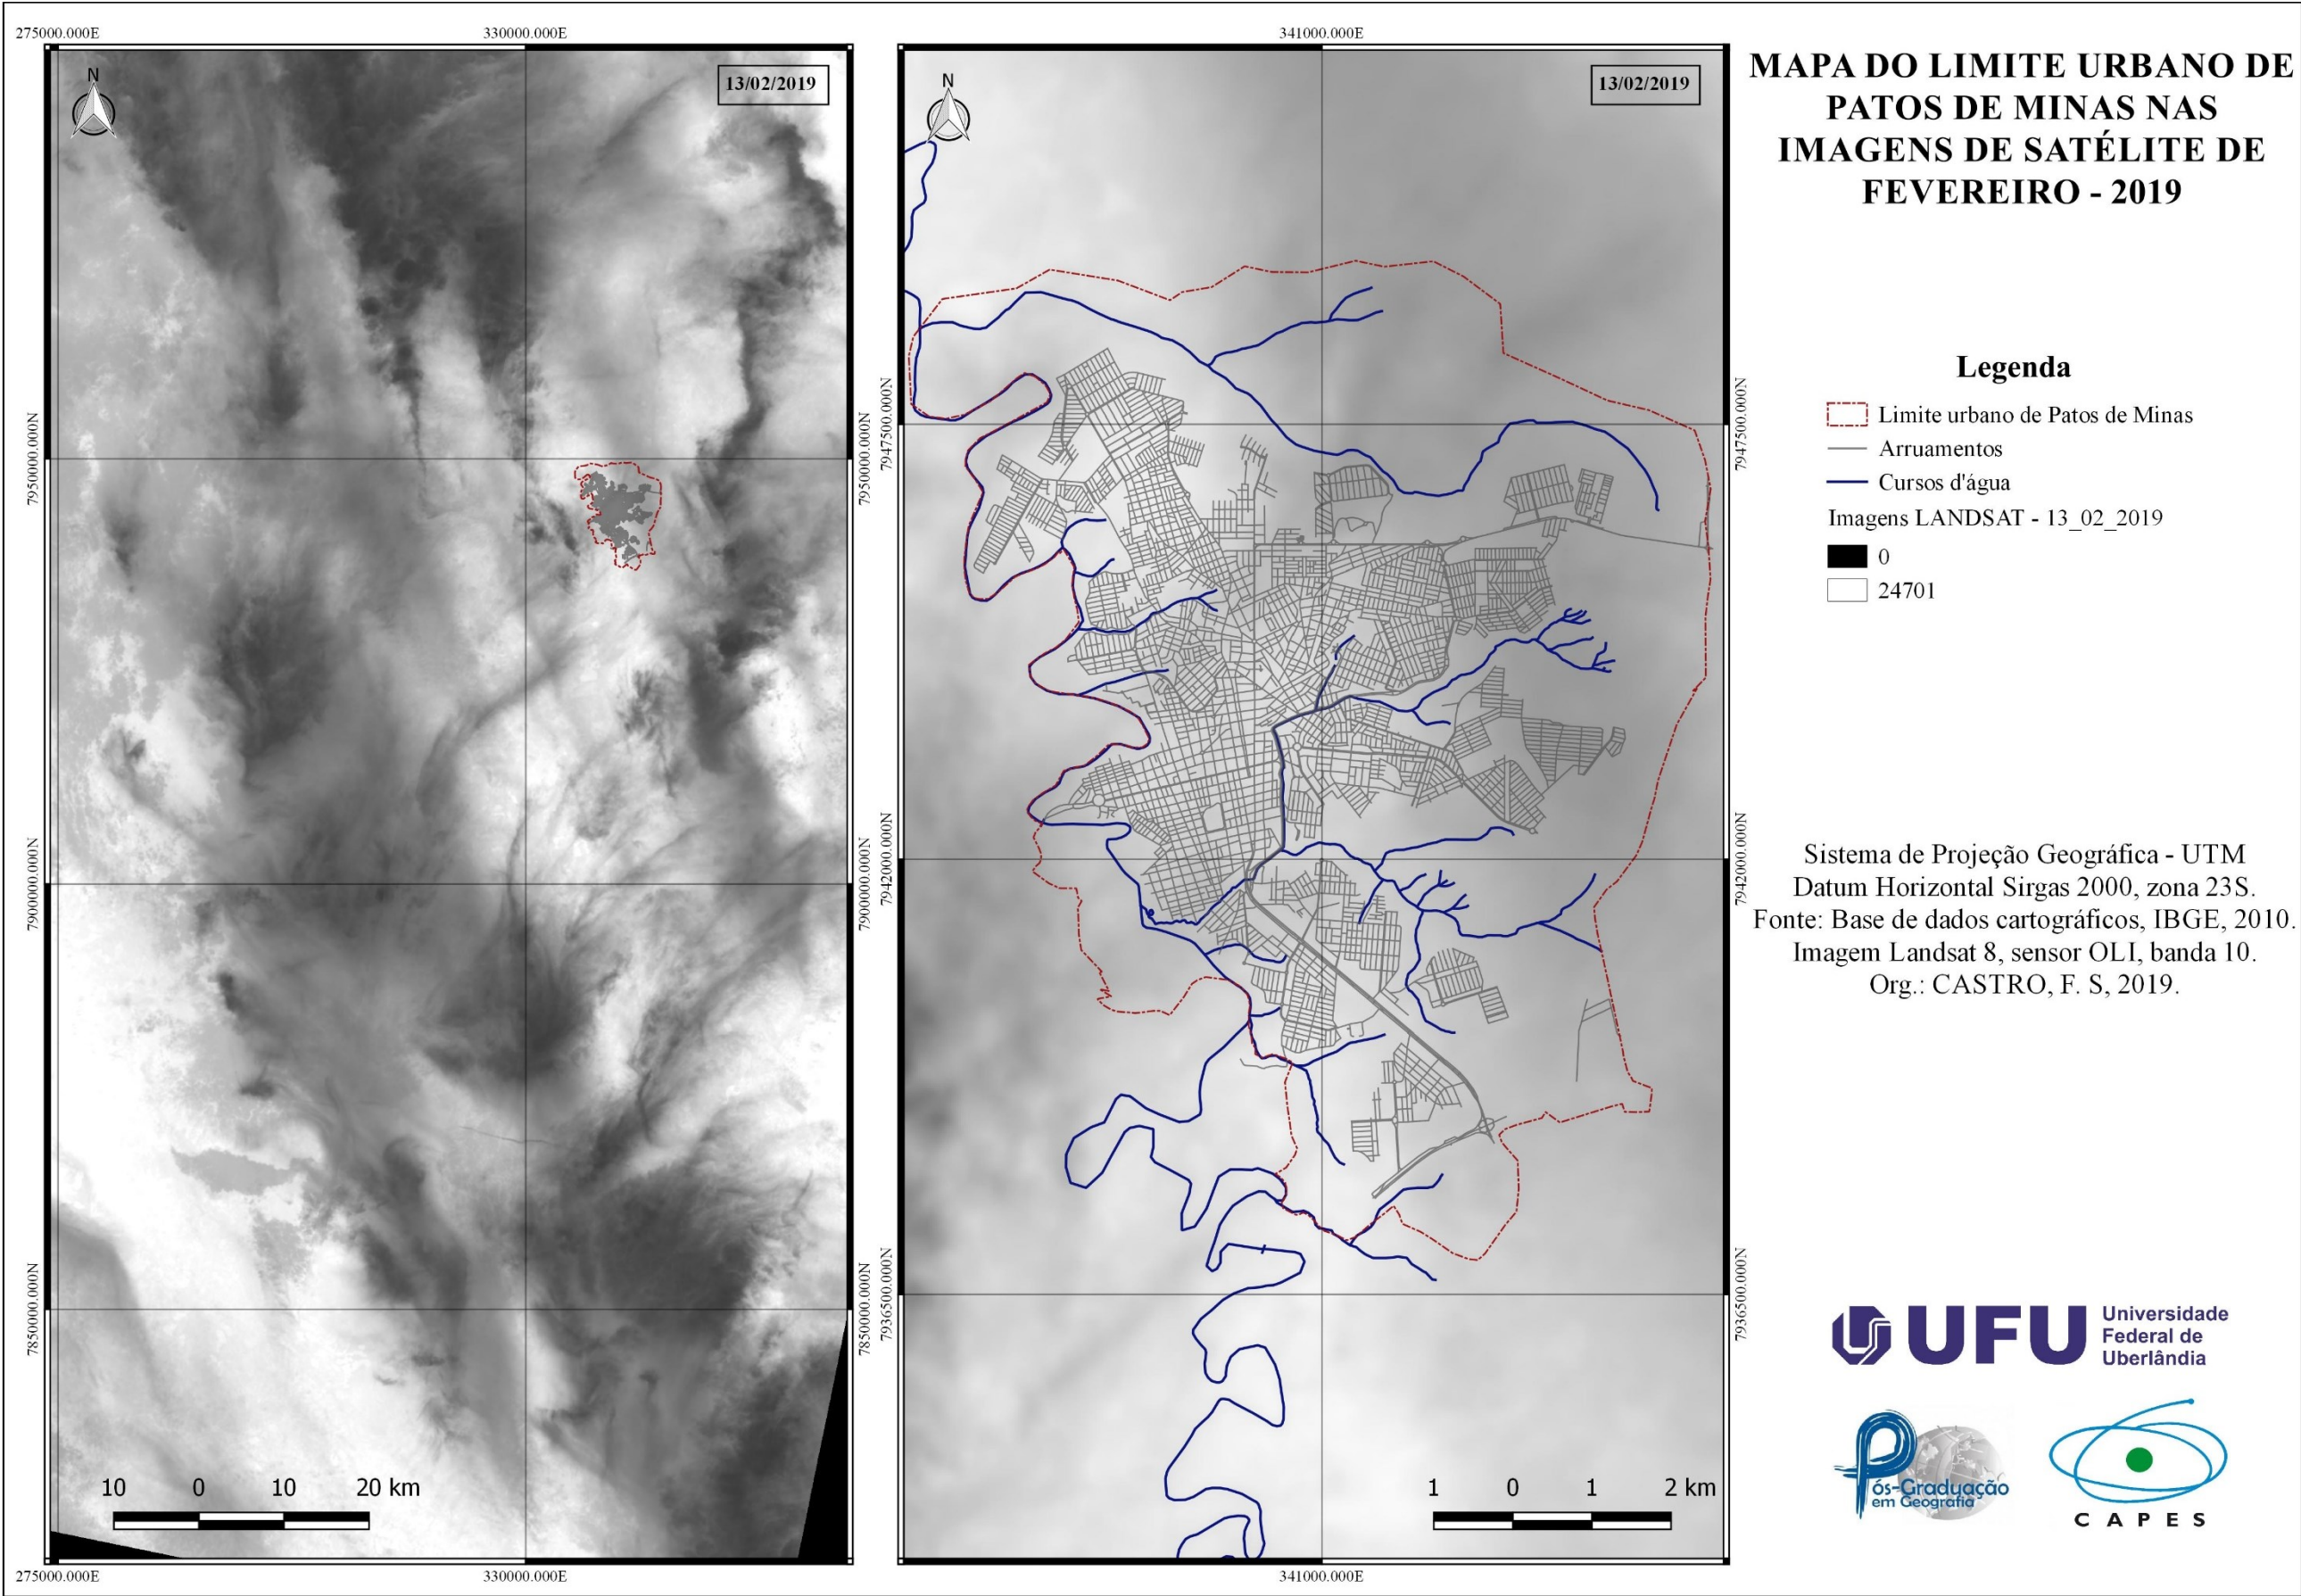 275000.000E
330000.000E
341000.000E
N
13/02/2019
N
13/02/2019
7950000.000N
7900000.000N
7850000.000N
7950000.000N
7900000.000N
7850000.000N
7947500.000N
7942000.000N
7936500.000N
7947500.000N
7942000.000N
7936500.000N
10 0 10 20 km
1 0 1 2 km
275000.000E
330000.000E
341000.000E
MAPA DO LIMITE URBANO DE
PATOS DE MINAS NAS
IMAGENS DE SATÉLITE DE
FEVEREIRO - 2019
Legenda
Limite urbano de Patos de Minas
Arruamentos
Cursos d'água
Imagens LANDSAT - 13_02_2019
0
24701
Sistema de Projeção Geográfica - UTM
Datum Horizontal Sirgas 2000, zona 23S.
Fonte: Base de dados cartográficos, IBGE, 2010.
Imagem Landsat 8, sensor OLI, banda 10.
Org.: CASTRO, F. S, 2019.
UFU
Universidade
Federal de
Uberlândia
Pós-Graduação
em Geografia
CAPES